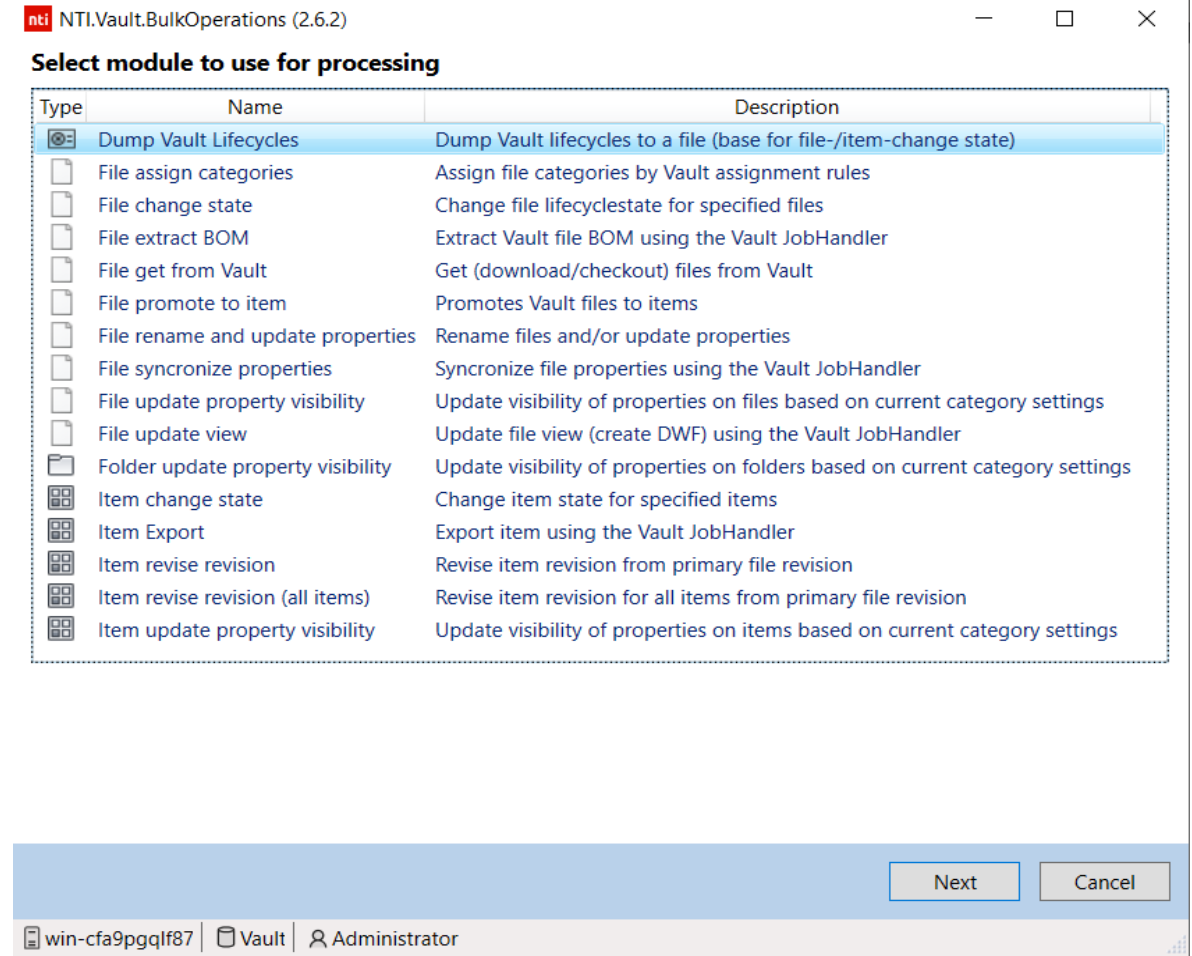 nti NTI.Vault.BulkOperations (2.6.2)
Select module to use for processing
Type Name Description
Dump Vault Lifecycles Dump Vault lifecycles to a file (base for file-/item-change state)
File assign categories Assign file categories by Vault assignment rules
File change state Change file lifecyclestate for specified files
File extract BOM Extract Vault file BOM using the Vault JobHandler
File get from Vault Get (download/checkout) files from Vault
File promote to item Promotes Vault files to items
File rename and update properties Rename files and/or update properties
File syncronize properties Syncronize file properties using the Vault JobHandler
File update property visibility Update visibility of properties on files based on current category settings
File update view Update file view (create DWF) using the Vault JobHandler
Folder update property visibility Update visibility of properties on folders based on current category settings
Item change state Change item state for specified items
Item Export Export item using the Vault JobHandler
Item revise revision Revise item revision from primary file revision
Item revise revision (all items) Revise item revision for all items from primary file revision
Item update property visibility Update visibility of properties on items based on current category settings
Next Cancel
win-cfa9pgqlf87 Vault Administrator